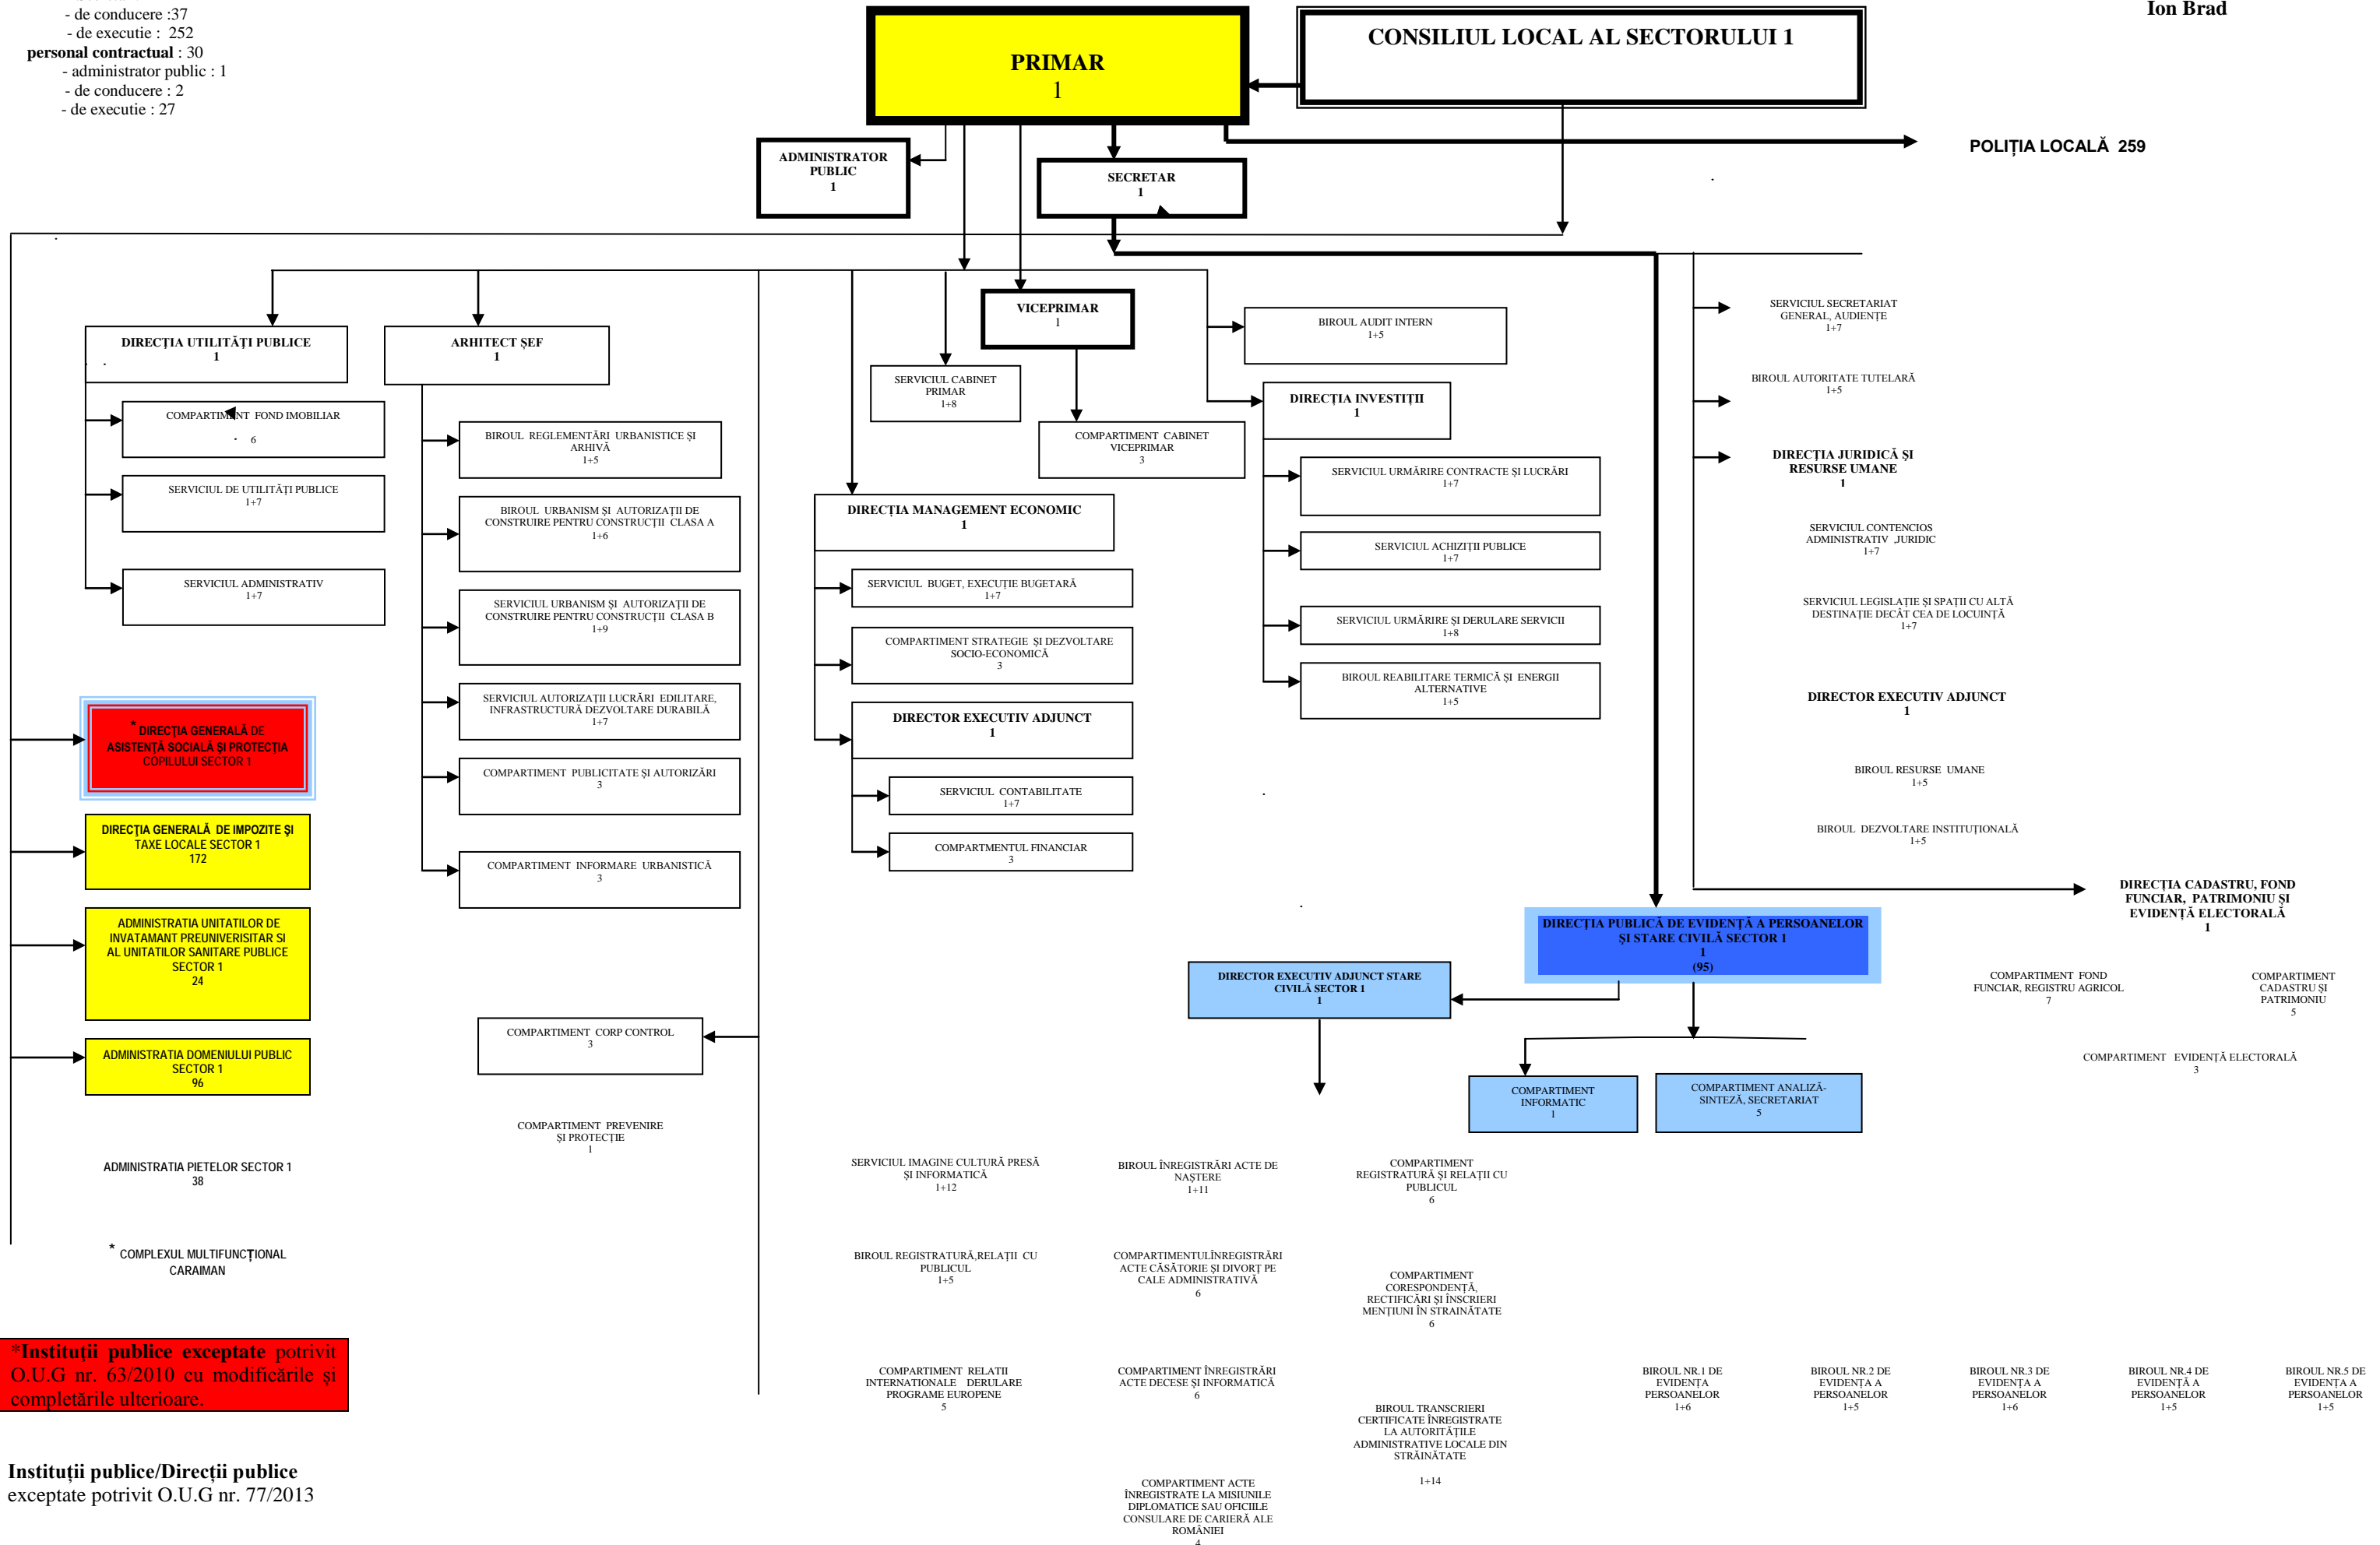 - de conducere :37
- de executie : 252
personal contractual : 30
- administrator public : 1
- de conducere : 2
- de executie : 27
Ion Brad
PRIMAR
1
CONSILIUL LOCAL AL SECTORULUI 1
POLIȚIA LOCALĂ 259
ADMINISTRATOR
PUBLIC
1
SECRETAR
1
VICEPRIMAR
1
DIRECȚIA UTILITĂȚI PUBLICE
1
COMPARTIMENT FOND IMOBILIAR
6
SERVICIUL DE UTILITĂȚI PUBLICE
1+7
SERVICIUL ADMINISTRATIV
1+7
ARHITECT ȘEF
1
BIROUL REGLEMENTĂRI URBANISTICE ȘI
ARHIVĂ
1+5
BIROUL URBANISM ȘI AUTORIZAȚII DE
CONSTRUIRE PENTRU CONSTRUCȚII CLASA A
1+6
SERVICIUL URBANISM ȘI AUTORIZAȚII DE
CONSTRUIRE PENTRU CONSTRUCȚII CLASA B
1+9
SERVICIUL AUTORIZAȚII LUCRĂRI EDILITARE,
INFRASTRUCTURĂ DEZVOLTARE DURABILĂ
1+7
COMPARTIMENT PUBLICITATE ȘI AUTORIZĂRI
3
COMPARTIMENT INFORMARE URBANISTICĂ
3
SERVICIUL CABINET
PRIMAR
1+8
COMPARTIMENT CABINET
VICEPRIMAR
3
DIRECȚIA MANAGEMENT ECONOMIC
1
SERVICIUL BUGET, EXECUȚIE BUGETARĂ
1+7
COMPARTIMENT STRATEGIE ȘI DEZVOLTARE
SOCIO-ECONOMICĂ
3
DIRECTOR EXECUTIV ADJUNCT
1
SERVICIUL CONTABILITATE
1+7
COMPARTMENTUL FINANCIAR
3
BIROUL AUDIT INTERN
1+5
DIRECȚIA INVESTIȚII
1
SERVICIUL URMĂRIRE CONTRACTE ȘI LUCRĂRI
1+7
SERVICIUL ACHIZIȚII PUBLICE
1+7
SERVICIUL URMĂRIRE ȘI DERULARE SERVICII
1+8
BIROUL REABILITARE TERMICĂ ȘI ENERGII
ALTERNATIVE
1+5
SERVICIUL SECRETARIAT
GENERAL, AUDIENȚE
1+7
BIROUL AUTORITATE TUTELARĂ
1+5
DIRECȚIA JURIDICĂ ȘI
RESURSE UMANE
1
SERVICIUL CONTENCIOS
ADMINISTRATIV ,JURIDIC
1+7
SERVICIUL LEGISLAȚIE ȘI SPAȚII CU ALTĂ
DESTINAȚIE DECÂT CEA DE LOCUINȚĂ
1+7
DIRECTOR EXECUTIV ADJUNCT
1
BIROUL RESURSE UMANE
1+5
BIROUL DEZVOLTARE INSTITUȚIONALĂ
1+5
DIRECȚIA CADASTRU, FOND
FUNCIAR, PATRIMONIU ȘI
EVIDENȚĂ ELECTORALĂ
1
COMPARTIMENT FOND
FUNCIAR, REGISTRU AGRICOL
7
COMPARTIMENT
CADASTRU ȘI
PATRIMONIU
5
COMPARTIMENT EVIDENȚĂ ELECTORALĂ
3
* DIRECȚIA GENERALĂ DE
ASISTENȚĂ SOCIALĂ ȘI PROTECȚIA
COPILULUI SECTOR 1
DIRECȚIA GENERALĂ DE IMPOZITE ȘI
TAXE LOCALE SECTOR 1
172
ADMINISTRATIA UNITATILOR DE
INVATAMANT PREUNIVERISITAR SI
AL UNITATILOR SANITARE PUBLICE
SECTOR 1
24
ADMINISTRATIA DOMENIULUI PUBLIC
SECTOR 1
96
ADMINISTRATIA PIETELOR SECTOR 1
38
* COMPLEXUL MULTIFUNCȚIONAL
CARAIMAN
COMPARTIMENT CORP CONTROL
3
COMPARTIMENT PREVENIRE
ȘI PROTECȚIE
1
DIRECȚIA PUBLICĂ DE EVIDENȚĂ A PERSOANELOR
ȘI STARE CIVILĂ SECTOR 1
1
(95)
DIRECTOR EXECUTIV ADJUNCT STARE
CIVILĂ SECTOR 1
1
COMPARTIMENT
INFORMATIC
1
COMPARTIMENT ANALIZĂ-
SINTEZĂ, SECRETARIAT
5
SERVICIUL IMAGINE CULTURĂ PRESĂ
ȘI INFORMATICĂ
1+12
BIROUL ÎNREGISTRĂRI ACTE DE
NAȘTERE
1+11
COMPARTIMENT
REGISTRATURĂ ȘI RELAȚII CU
PUBLICUL
6
BIROUL REGISTRATURĂ,RELAȚII CU
PUBLICUL
1+5
COMPARTIMENTULÎNREGISTRĂRI
ACTE CĂSĂTORIE ȘI DIVORȚ PE
CALE ADMINISTRATIVĂ
6
COMPARTIMENT
CORESPONDENȚĂ,
RECTIFICĂRI ȘI ÎNSCRIERI
MENȚIUNI ÎN STRAINĂTATE
6
COMPARTIMENT RELATII
INTERNATIONALE DERULARE
PROGRAME EUROPENE
5
COMPARTIMENT ÎNREGISTRĂRI
ACTE DECESE ȘI INFORMATICĂ
6
BIROUL TRANSCRIERI
CERTIFICATE ÎNREGISTRATE
LA AUTORITĂȚILE
ADMINISTRATIVE LOCALE DIN
STRĂINĂTATE
1+14
COMPARTIMENT ACTE
ÎNREGISTRATE LA MISIUNILE
DIPLOMATICE SAU OFICIILE
CONSULARE DE CARIERĂ ALE
ROMÂNIEI
4
BIROUL NR.1 DE
EVIDENȚA A
PERSOANELOR
1+6
BIROUL NR.2 DE
EVIDENȚA A
PERSOANELOR
1+5
BIROUL NR.3 DE
EVIDENȚA A
PERSOANELOR
1+6
BIROUL NR.4 DE
EVIDENȚĂ A
PERSOANELOR
1+5
BIROUL NR.5 DE
EVIDENȚA A
PERSOANELOR
1+5
*Instituții publice exceptate potrivit
O.U.G nr. 63/2010 cu modificările și
completările ulterioare.
Instituții publice/Direcții publice
exceptate potrivit O.U.G nr. 77/2013